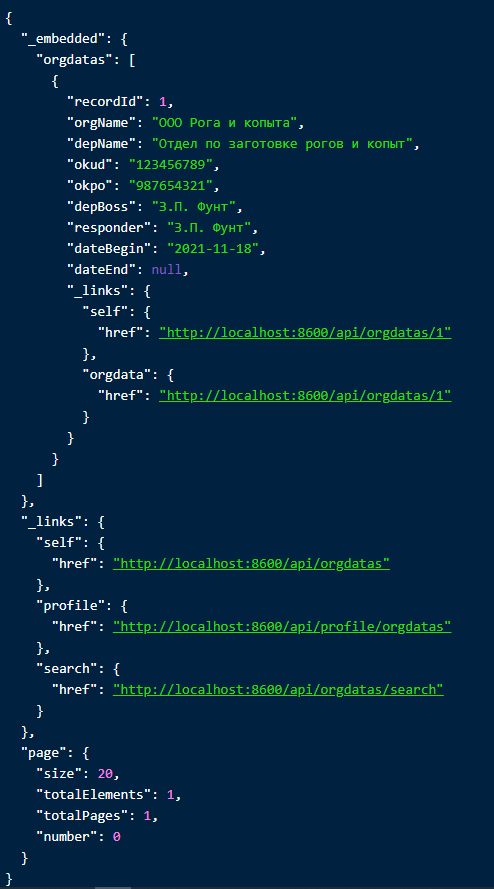 {
  "_embedded": {
    "orgdatas": [
      {
        "recordId": 1,
        "orgName": "ООО Рога и копыта",
        "depName": "Отдел по заготовке рогов и копыт",
        "okud": "123456789",
        "okpo": "987654321",
        "depBoss": "З.П. Фунт",
        "responder": "З.П. Фунт",
        "dateBegin": "2021-11-18",
        "dateEnd": null,
        "_links": {
          "self": {
            "href": "http://localhost:8600/api/orgdatas/1"
          },
          "orgdata": {
            "href": "http://localhost:8600/api/orgdatas/1"
          }
        }
      }
    ]
  },
  "_links": {
    "self": {
      "href": "http://localhost:8600/api/orgdatas"
    },
    "profile": {
      "href": "http://localhost:8600/api/profile/orgdatas"
    },
    "search": {
      "href": "http://localhost:8600/api/orgdatas/search"
    }
  },
  "page": {
    "size": 20,
    "totalElements": 1,
    "totalPages": 1,
    "number": 0
  }
}